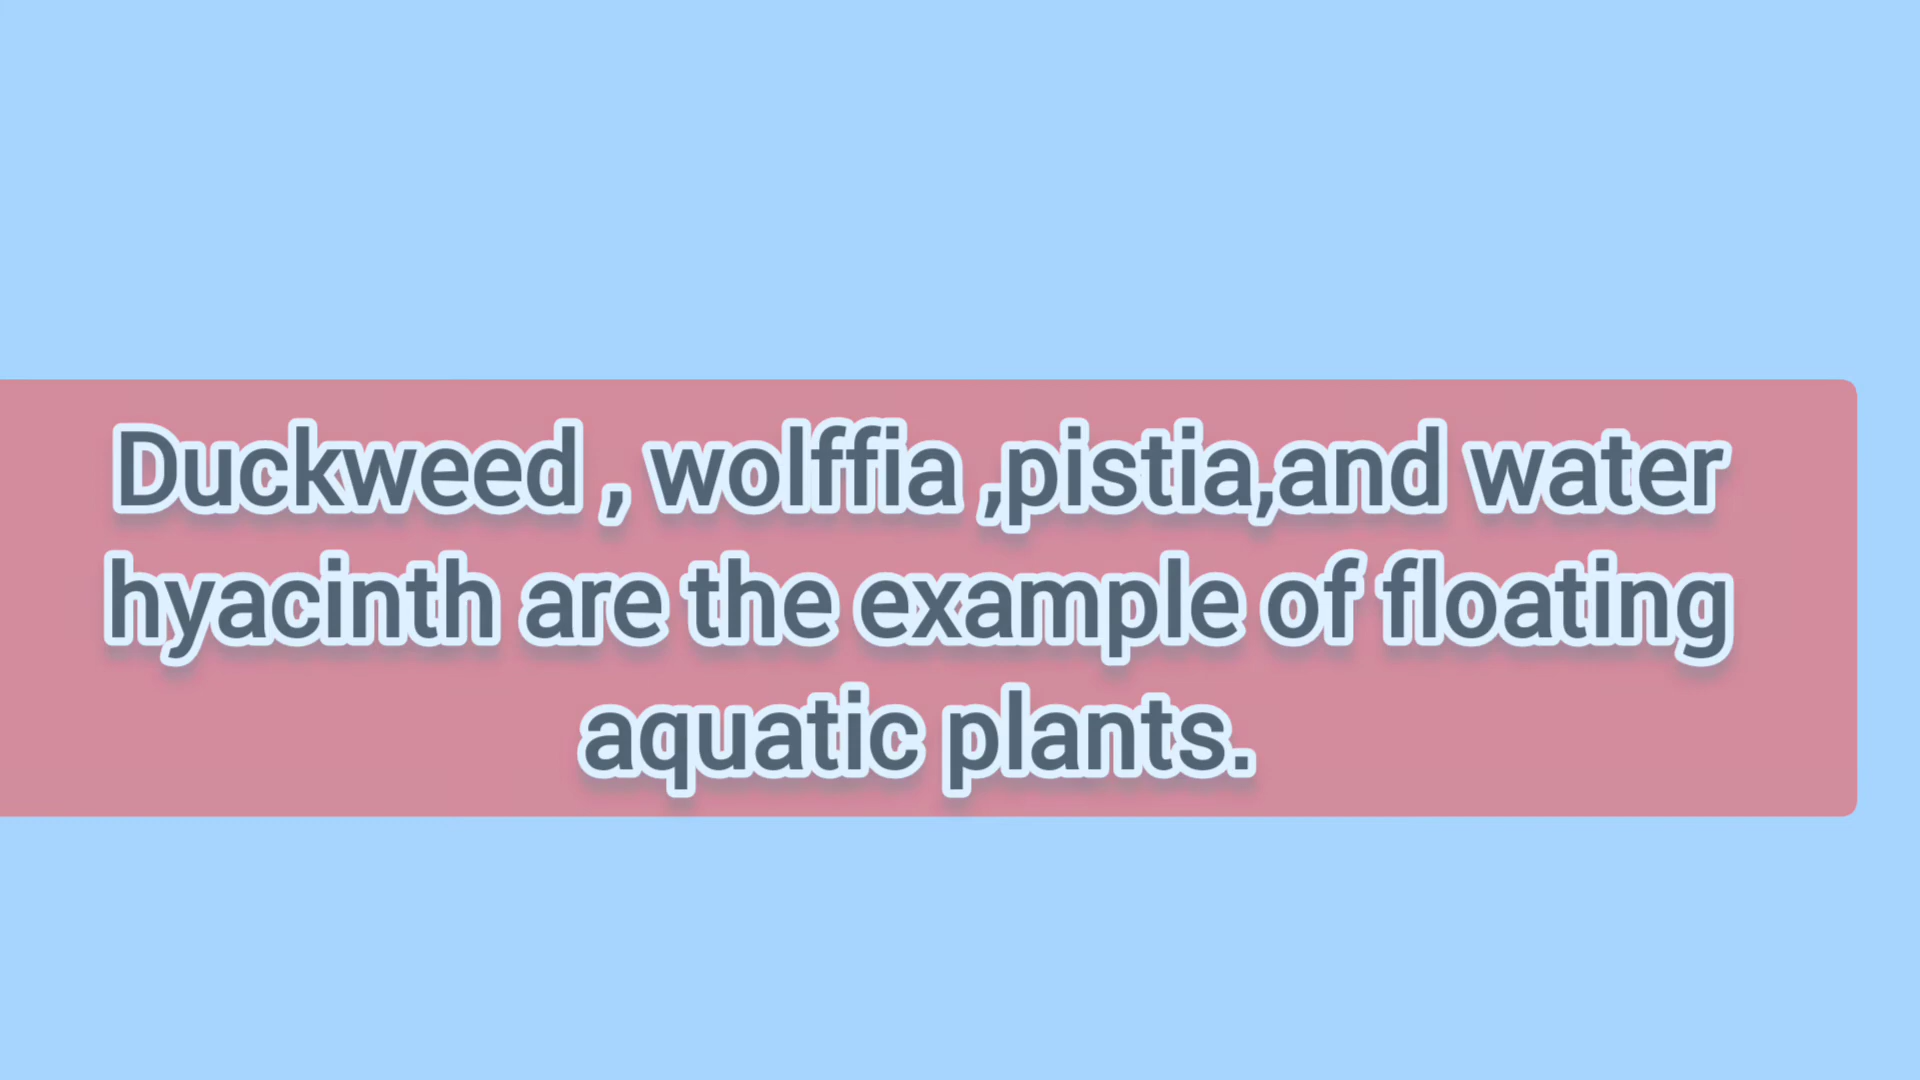 Duckweed , wolffia ,pistia,and water
hyacinth are the example of floating
aquatic plants.